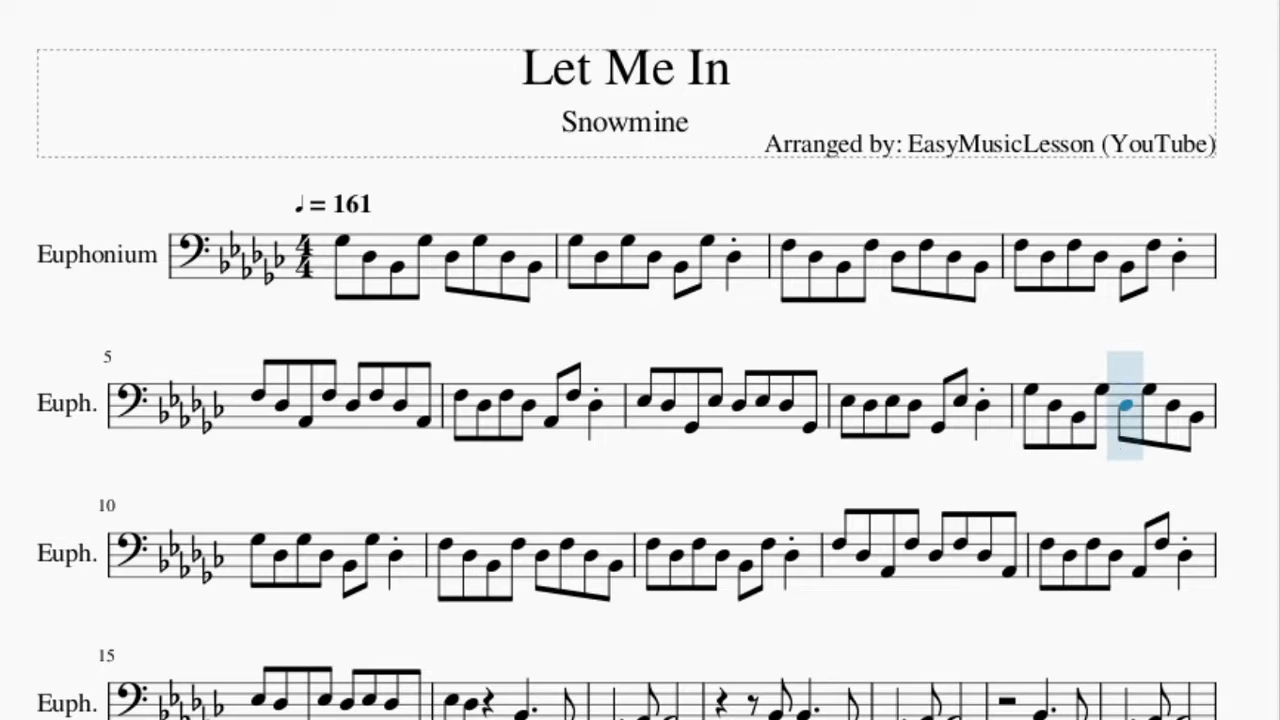 Let Me In
Snowmine
Arranged by: EasyMusicLesson (YouTube)
♩ = 161
Euphonium
4
4
5
Euph.
10
Euph.
15
Euph.